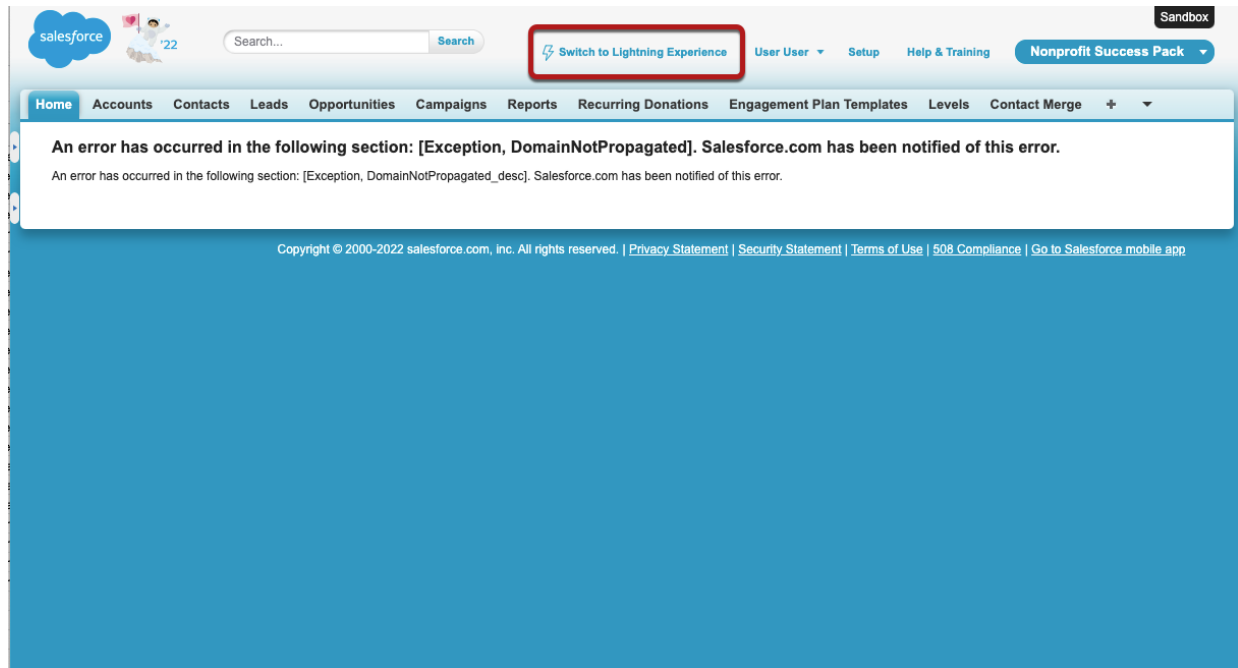 Sandbox
salesforce '22 Search... Search Switch to Lightning Experience User User Setup Help & Training Nonprofit Success Pack
Home Accounts Contacts Leads Opportunities Campaigns Reports Recurring Donations Engagement Plan Templates Levels Contact Merge +
An error has occurred in the following section: [Exception, DomainNotPropagated]. Salesforce.com has been notified of this error.
An error has occurred in the following section: [Exception, DomainNotPropagated_desc]. Salesforce.com has been notified of this error.
Copyright © 2000-2022 salesforce.com, inc. All rights reserved. | Privacy Statement | Security Statement | Terms of Use | 508 Compliance | Go to Salesforce mobile app